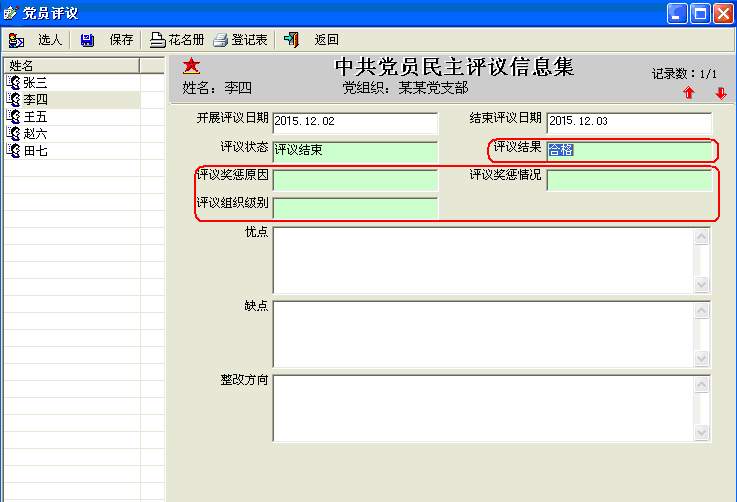 党员评议
选人 保存 花名册 登记表 返回
姓名
张三
李四
王五
赵六
田七
中共党员民主评议信息集
姓名：李四 党组织：某某党支部 记录数：1/1
开展评议日期 2015.12.02 结束评议日期 2015.12.03
评议状态 评议结束 评议结果 合格
评议奖惩原因 评议奖惩情况
评议组织级别
优点
缺点
整改方向